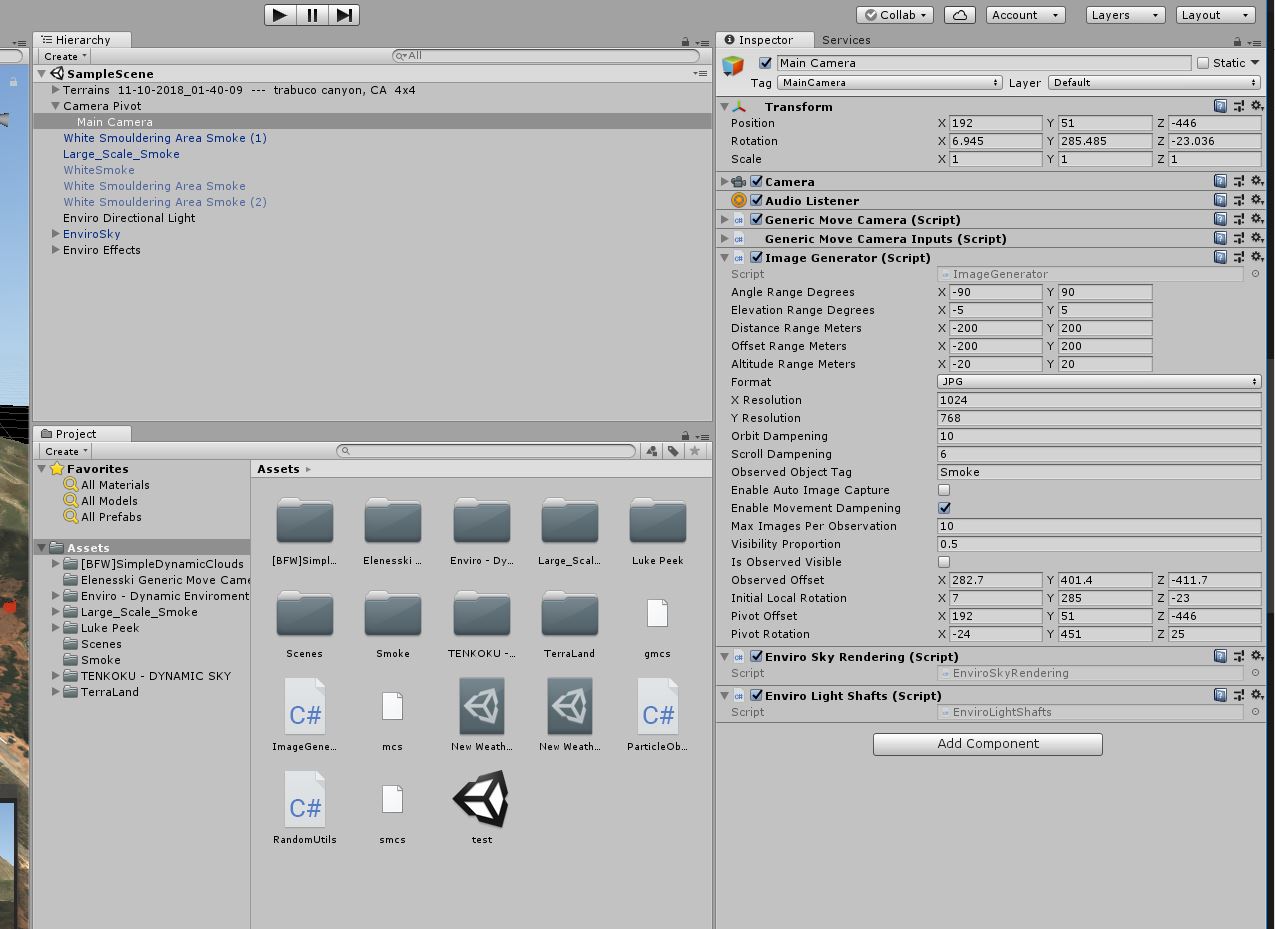 Collab
Account
Layers
Layout
Hierarchy
Create
All
SampleScene
Terrains 11-10-2018_01-40-09 --- trabuco canyon, CA 4x4
Camera Pivot
Main Camera
White Smouldering Area Smoke (1)
Large_Scale_Smoke
WhiteSmoke
White Smouldering Area Smoke
White Smouldering Area Smoke (2)
Enviro Directional Light
EnviroSky
Enviro Effects
Project
Create
Favorites
All Materials
All Models
All Prefabs
Assets
[BFW]SimpleDynamicClouds
Elenesski Generic Move Came
Enviro - Dynamic Enviroment
Large_Scale_Smoke
Luke Peek
Scenes
Smoke
TENKOKU - DYNAMIC SKY
TerraLand
Assets
[BFW]Simpl... Elenesski ... Enviro - Dy... Large_Scal... Luke Peek
Scenes Smoke TENKOKU -... TerraLand gmcs
C# C#
ImageGene... mcs New Weath... New Weath... ParticleOb...
C#
RandomUtils smcs test
Inspector Services
Main Camera Static
Tag MainCamera Layer Default
Transform
Position X 192 Y 51 Z -446
Rotation X 6.945 Y 285.485 Z -23.036
Scale X 1 Y 1 Z 1
Camera
Audio Listener
Generic Move Camera (Script)
Generic Move Camera Inputs (Script)
Image Generator (Script)
Script ImageGenerator
Angle Range Degrees X -90 Y 90
Elevation Range Degrees X -5 Y 5
Distance Range Meters X -200 Y 200
Offset Range Meters X -200 Y 200
Altitude Range Meters X -20 Y 20
Format JPG
X Resolution 1024
Y Resolution 768
Orbit Dampening 10
Scroll Dampening 6
Observed Object Tag Smoke
Enable Auto Image Capture
Enable Movement Dampening
Max Images Per Observation 10
Visibility Proportion 0.5
Is Observed Visible
Observed Offset X 282.7 Y 401.4 Z -411.7
Initial Local Rotation X 7 Y 285 Z -23
Pivot Offset X 192 Y 51 Z -446
Pivot Rotation X -24 Y 451 Z 25
Enviro Sky Rendering (Script)
Script EnviroSkyRendering
Enviro Light Shafts (Script)
Script EnviroLightShafts
Add Component